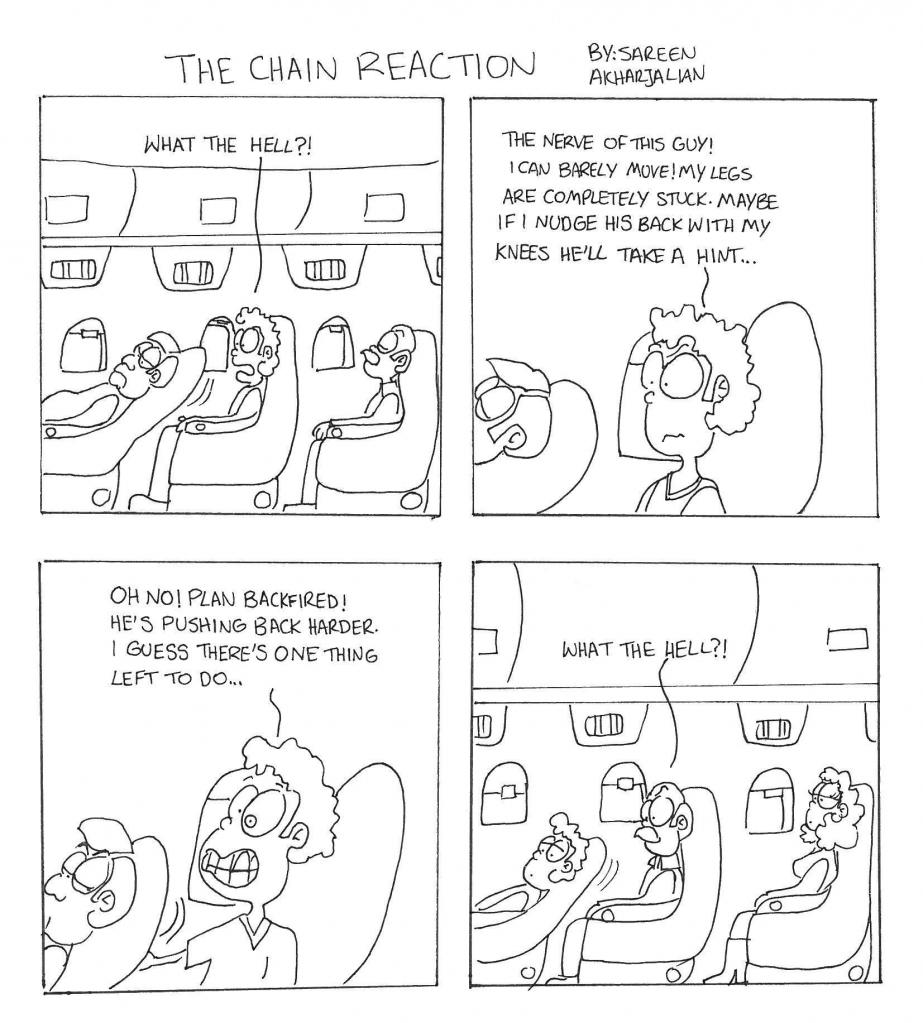 THE CHAIN REACTION
BY: SAREEN
AKHARJALIAN
WHAT THE HELL?!
THE NERVE OF THIS GUY!
I CAN BARELY MOVE! MY LEGS
ARE COMPLETELY STUCK. MAYBE
IF I NUDGE HIS BACK WITH MY
KNEES HE'LL TAKE A HINT...
OH NO! PLAN BACKFIRED!
HE'S PUSHING BACK HARDER.
I GUESS THERE'S ONE THING
LEFT TO DO...
WHAT THE HELL?!